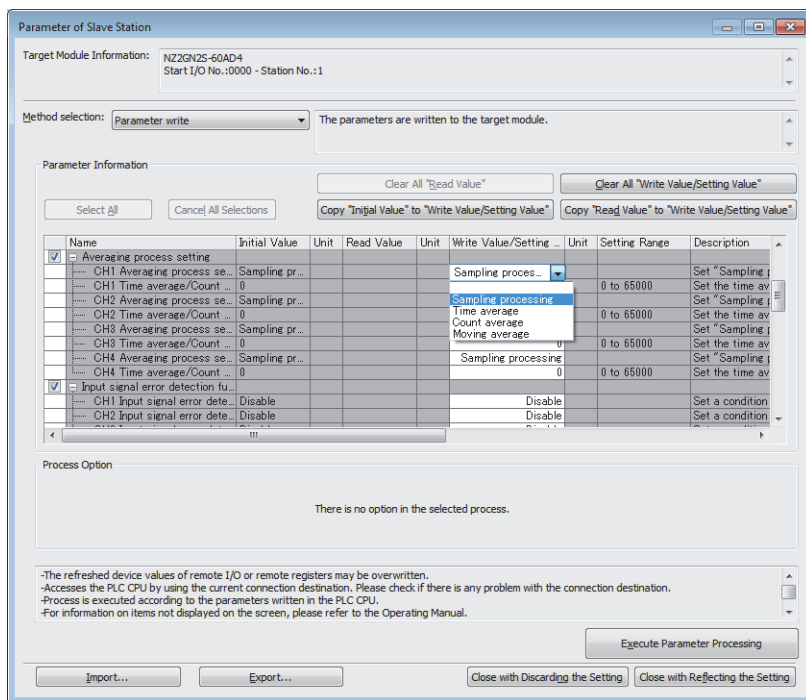 Parameter of Slave Station
Target Module Information: NZ2GN2S-60AD4
Start I/O No.:0000 - Station No.:1
Method selection: Parameter write The parameters are written to the target module.
Parameter Information
Clear All "Read Value" Clear All "Write Value/Setting Value"
Select All Cancel All Selections Copy "Initial Value" to "Write Value/Setting Value" Copy "Read Value" to "Write Value/Setting Value"
Name Initial Value Unit Read Value Unit Write Value/Setting ... Unit Setting Range Description
Averaging process setting
CH1 Averaging process se... Sampling pr... Sampling proces... Set "Sampling p
CH1 Time average/Count ... 0 0 to 65000 Set the time av
CH2 Averaging process se... Sampling pr... Sampling processing Set "Sampling p
CH2 Time average/Count ... 0 Time average 0 to 65000 Set the time av
CH3 Averaging process se... Sampling pr... Count average Set "Sampling p
CH3 Time average/Count ... 0 Moving average 0 0 to 65000 Set the time av
CH4 Averaging process se... Sampling pr... Sampling processing Set "Sampling p
CH4 Time average/Count ... 0 0 0 to 65000 Set the time av
Input signal error detection fu...
CH1 Input signal error dete... Disable Disable Set a condition
CH2 Input signal error dete... Disable Disable Set a condition
Process Option
There is no option in the selected process.
-The refreshed device values of remote I/O or remote registers may be overwritten.
-Accesses the PLC CPU by using the current connection destination. Please check if there is any problem with the connection destination.
-Process is executed according to the parameters written in the PLC CPU.
-For information on items not displayed on the screen, please refer to the Operating Manual.
Execute Parameter Processing
Import... Export... Close with Discarding the Setting Close with Reflecting the Setting